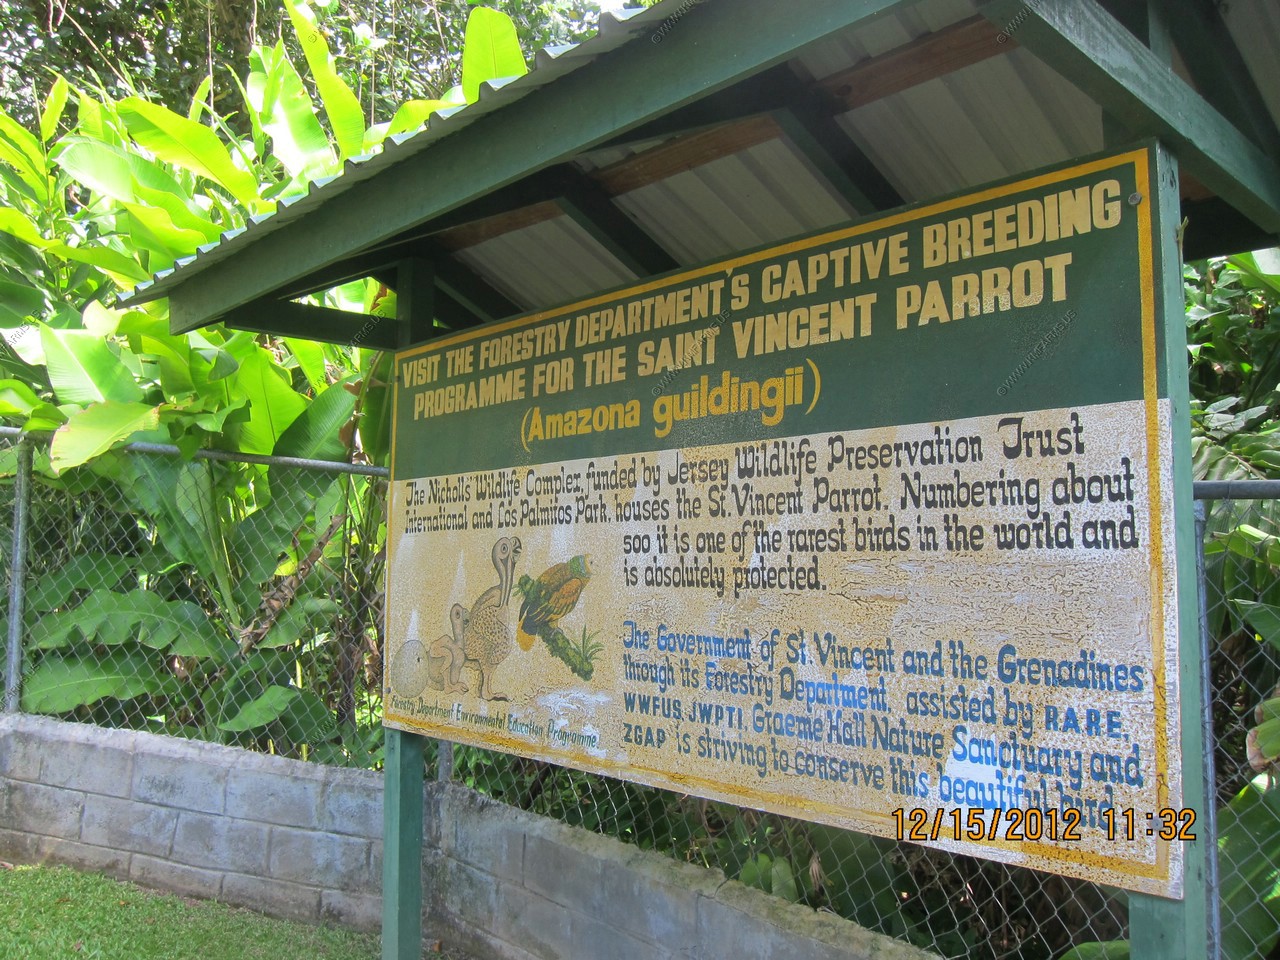 VISIT THE FORESTRY DEPARTMENT'S CAPTIVE BREEDING
PROGRAMME FOR THE SAINT VINCENT PARROT
(Amazona guildingii)
The Nicholls' Wildlife Complex, funded by Jersey Wildlife Preservation Trust
International and Los Palmitos Park, houses the St. Vincent Parrot. Numbering about
500 it is one of the rarest birds in the world and
is absolutely protected.
The Government of St. Vincent and the Grenadines
through its Forestry Department, assisted by R.A.R.E.,
WWFUS, JWPTI, Graeme Hall Nature Sanctuary and
ZGAP is striving to conserve this beautiful bird.
Forestry Department Environmental Education Programme.
12/15/2012 11:32